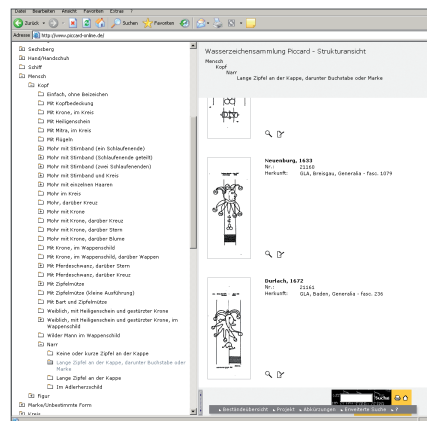 Datei Bearbeiten Ansicht Favoriten Extras ?
Zurück Suchen Favoriten
Adresse http://www.piccard-online.de/
Sechsberg
Hand/Handschuh
Schiff
Mensch
Kopf
Einfach, ohne Beizeichen
Mit Kopfbedeckung
Mit Krone, im Kreis
Mit Heiligenschein
Mit Mitra, im Kreis
Mit Flügeln
Mohr mit Stirnband (ein Schlaufenende)
Mohr mit Stirnband (Schlaufenende geteilt)
Mohr mit Stirnband (zwei Schlaufenenden)
Mohr mit Stirnband und Kreis
Mohr mit einzelnen Haaren
Mohr im Kreis
Mohr, darüber Kreuz
Mohr mit Krone
Mohr mit Krone, darüber Kreuz
Mohr mit Krone, darüber Stern
Mohr mit Krone, darüber Blume
Mit Krone, im Wappenschild
Mit Krone, im Wappenschild, darüber Wappen
Mit Pferdeschwanz, darüber Stern
Mit Pferdeschwanz, darüber Kreuz
Mit Zipfelmütze
Mit Zipfelmütze (kleine Ausführung)
Mit Bart und Zipfelmütze
Weiblich, mit Heiligenschein und gestürzter Krone
Weiblich, mit Heiligenschein und gestürzter Krone, im
Wappenschild
Wilder Mann im Wappenschild
Narr
Keine oder kurze Zipfel an der Kappe
Lange Zipfel an der Kappe, darunter Buchstabe oder
Marke
Lange Zipfel an der Kappe
Im Adlerherzschild
Figur
Marke/Unbestimmte Form
Kreis
Wasserzeichensammlung Piccard - Strukturansicht
Mensch
Kopf
Narr
Lange Zipfel an der Kappe, darunter Buchstabe oder Marke
Neuenburg, 1633
Nr.: 21160
Herkunft: GLA, Breisgau, Generalia - fasc. 1079
Durlach, 1672
Nr.: 21161
Herkunft: GLA, Baden, Generalia - fasc. 236
Suche
Beständeübersicht Projekt Abkürzungen Erweiterte Suche ?